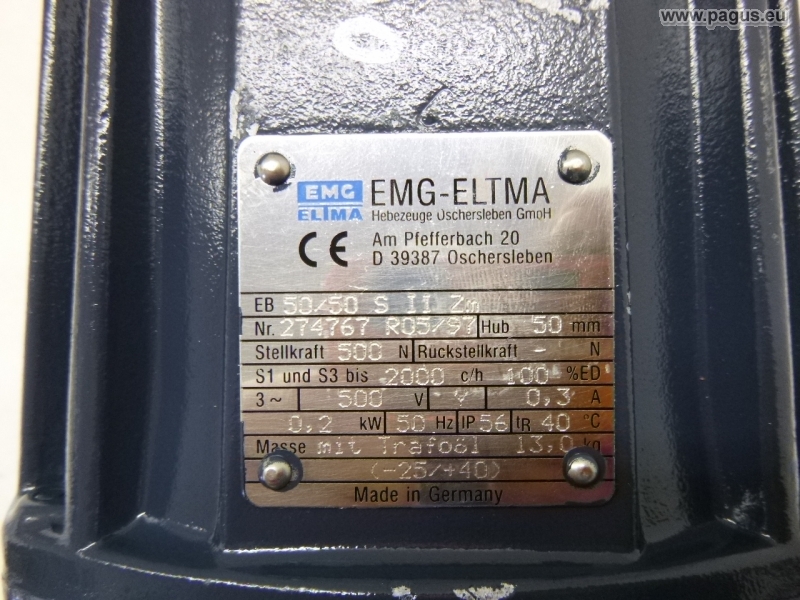 www.pagus.eu
EMG
ELTMA
EMG-ELTMA
Hebezeuge Oschersleben GmbH
CE
Am Pfefferbach 20
D 39387 Oschersleben
EB 50/50 S II Zm
Nr. 274767 R05/97 Hub 50 mm
Stellkraft 500 N Rückstellkraft - N
S1 und S3 bis 2000 c/h 100 %ED
3~ 500 V Y 0,3 A
0,2 kW 50 Hz IP 56 tR 40 °C
Masse mit Trafoöl 13,0 kg
(-25/+40)
Made in Germany